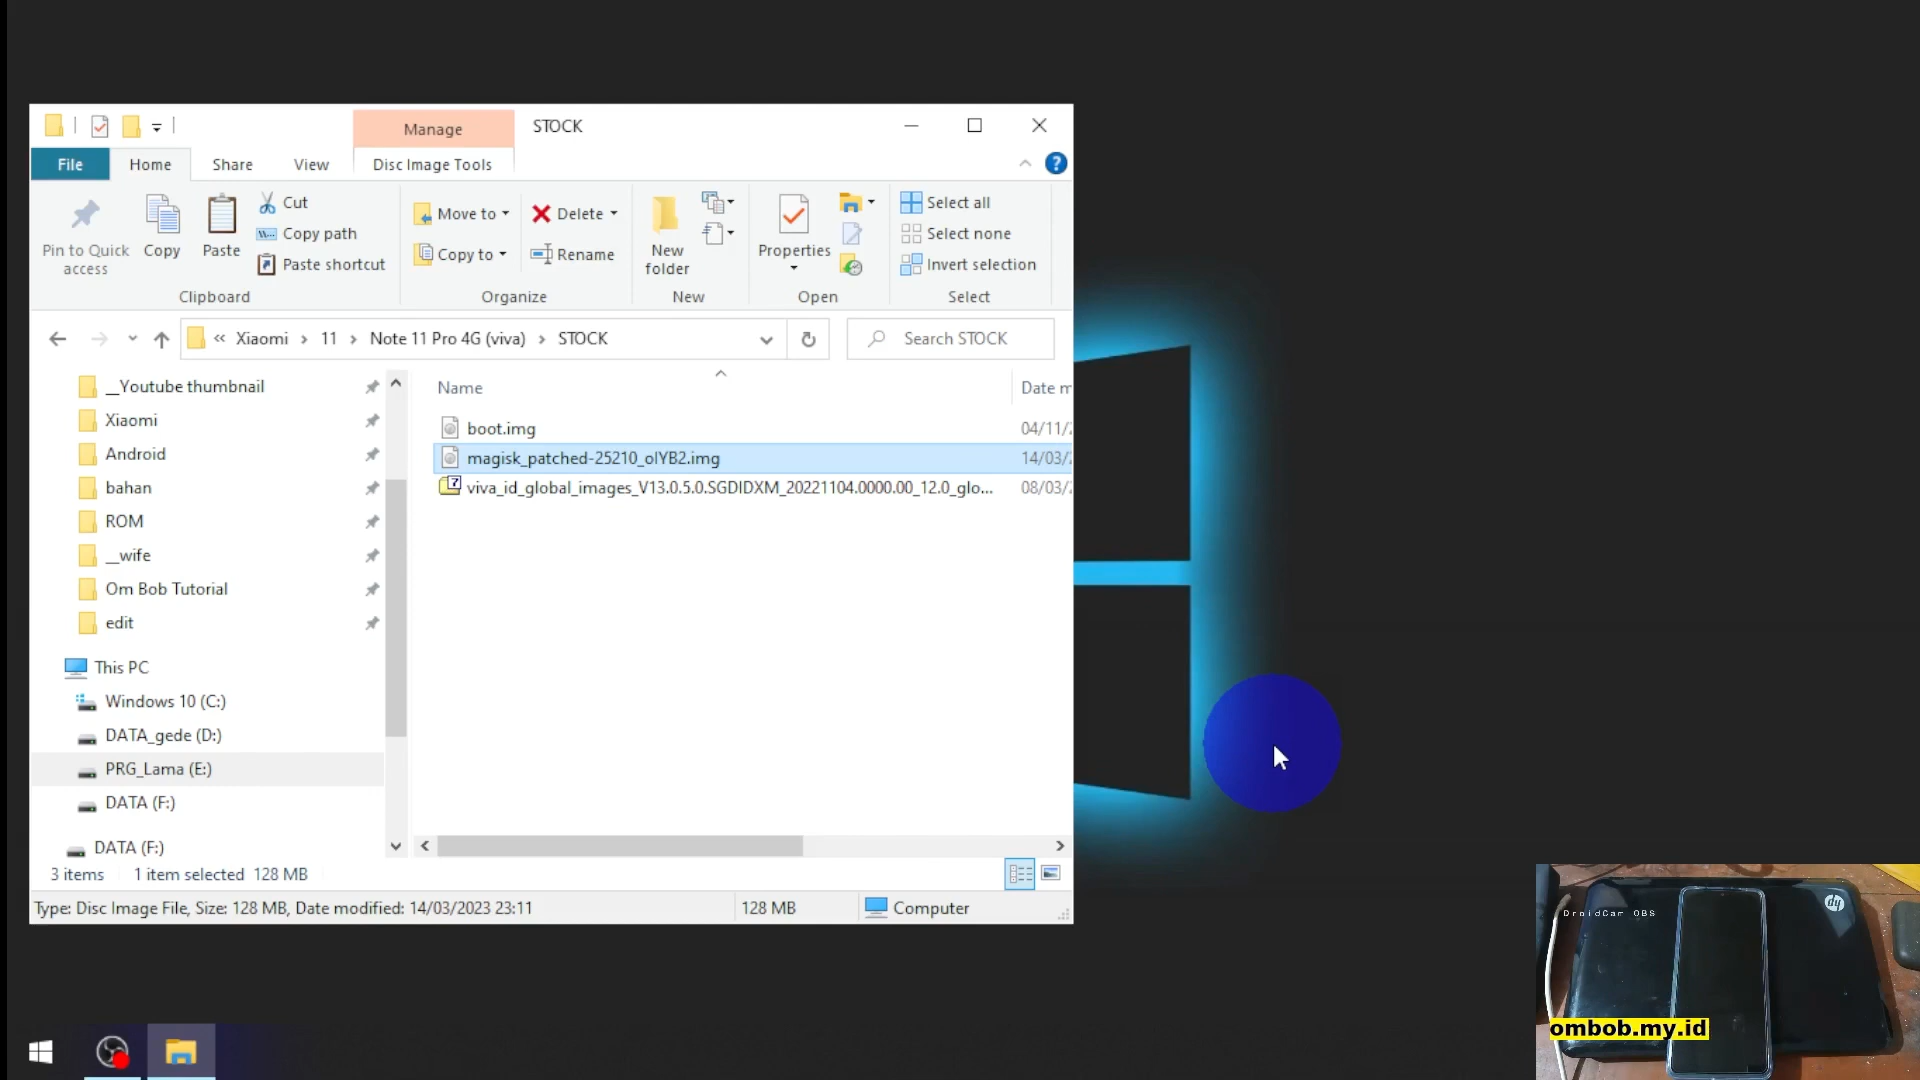 Manage
STOCK
File
Home
Share
View
Disc Image Tools
Pin to Quick access
Copy
Paste
Cut
Copy path
Paste shortcut
Clipboard
Move to
Copy to
Delete
Rename
Organize
New folder
New
Properties
Open
Select all
Select none
Invert selection
Select
« Xiaomi › 11 › Note 11 Pro 4G (viva) › STOCK
Search STOCK
__Youtube thumbnail
Xiaomi
Android
bahan
ROM
__wife
Om Bob Tutorial
edit
This PC
Windows 10 (C:)
DATA_gede (D:)
PRG_Lama (E:)
DATA (F:)
DATA (F:)
Name
Date m
boot.img
04/11/
magisk_patched-25210_oIYB2.img
14/03/
viva_id_global_images_V13.0.5.0.SGDIDXM_20221104.0000.00_12.0_glo...
08/03/
3 items
1 item selected 128 MB
Type: Disc Image File, Size: 128 MB, Date modified: 14/03/2023 23:11
128 MB
Computer
DroidCam OBS
hp
ombob.my.id